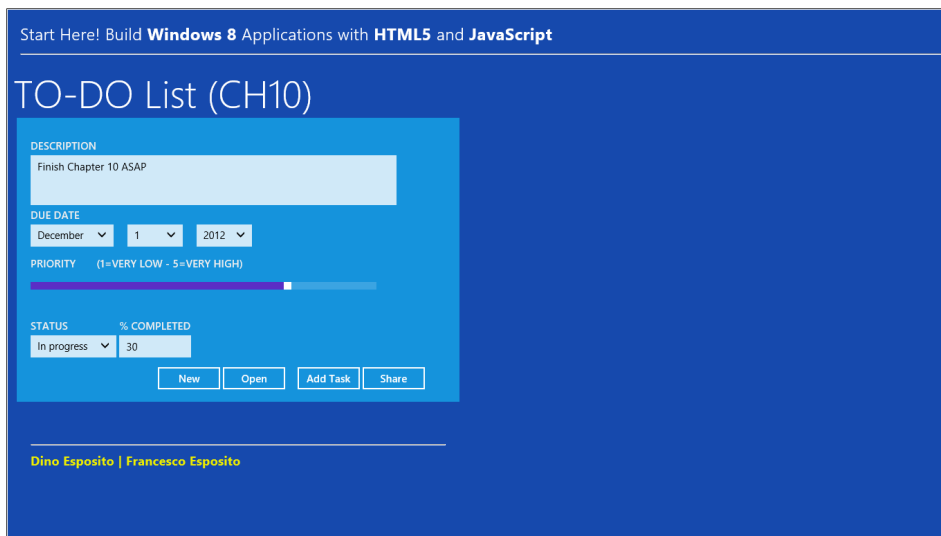 Start Here! Build Windows 8 Applications with HTML5 and JavaScript
TO-DO List (CH10)
DESCRIPTION
Finish Chapter 10 ASAP
DUE DATE
December 1 2012
PRIORITY (1=VERY LOW - 5=VERY HIGH)
STATUS % COMPLETED
In progress 30
New Open Add Task Share
Dino Esposito | Francesco Esposito